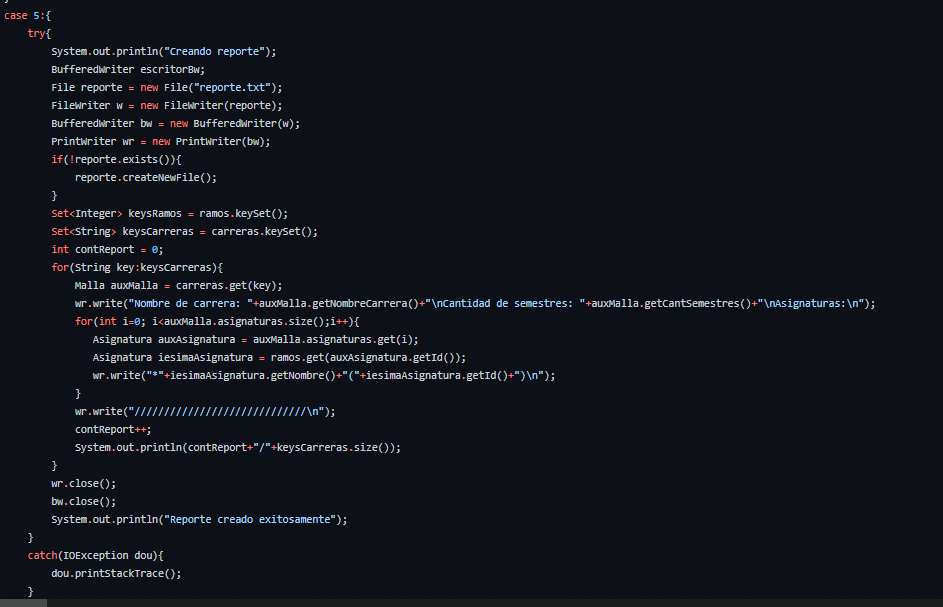 case 5:{
try{
System.out.println("Creando reporte");
BufferedWriter escritorBw;
File reporte = new File("reporte.txt");
FileWriter w = new FileWriter(reporte);
BufferedWriter bw = new BufferedWriter(w);
PrintWriter wr = new PrintWriter(bw);
if(!reporte.exists()){
reporte.createNewFile();
}
Set<Integer> keysRamos = ramos.keySet();
Set<String> keysCarreras = carreras.keySet();
int contReport = 0;
for(String key:keysCarreras){
Malla auxMalla = carreras.get(key);
wr.write("Nombre de carrera: "+auxMalla.getNombreCarrera()+"\nCantidad de semestres: "+auxMalla.getCantSemestres()+"\nAsignaturas:\n");
for(int i=0; i<auxMalla.asignaturas.size();i++){
Asignatura auxAsignatura = auxMalla.asignaturas.get(i);
Asignatura iesimaAsignatura = ramos.get(auxAsignatura.getId());
wr.write("*"+iesimaAsignatura.getNombre()+"("+iesimaAsignatura.getId()+")\n");
}
wr.write("/////////////////////////////\n");
contReport++;
System.out.println(contReport+"/"+keysCarreras.size());
}
wr.close();
bw.close();
System.out.println("Reporte creado exitosamente");
}
catch(IOException dou){
dou.printStackTrace();
}